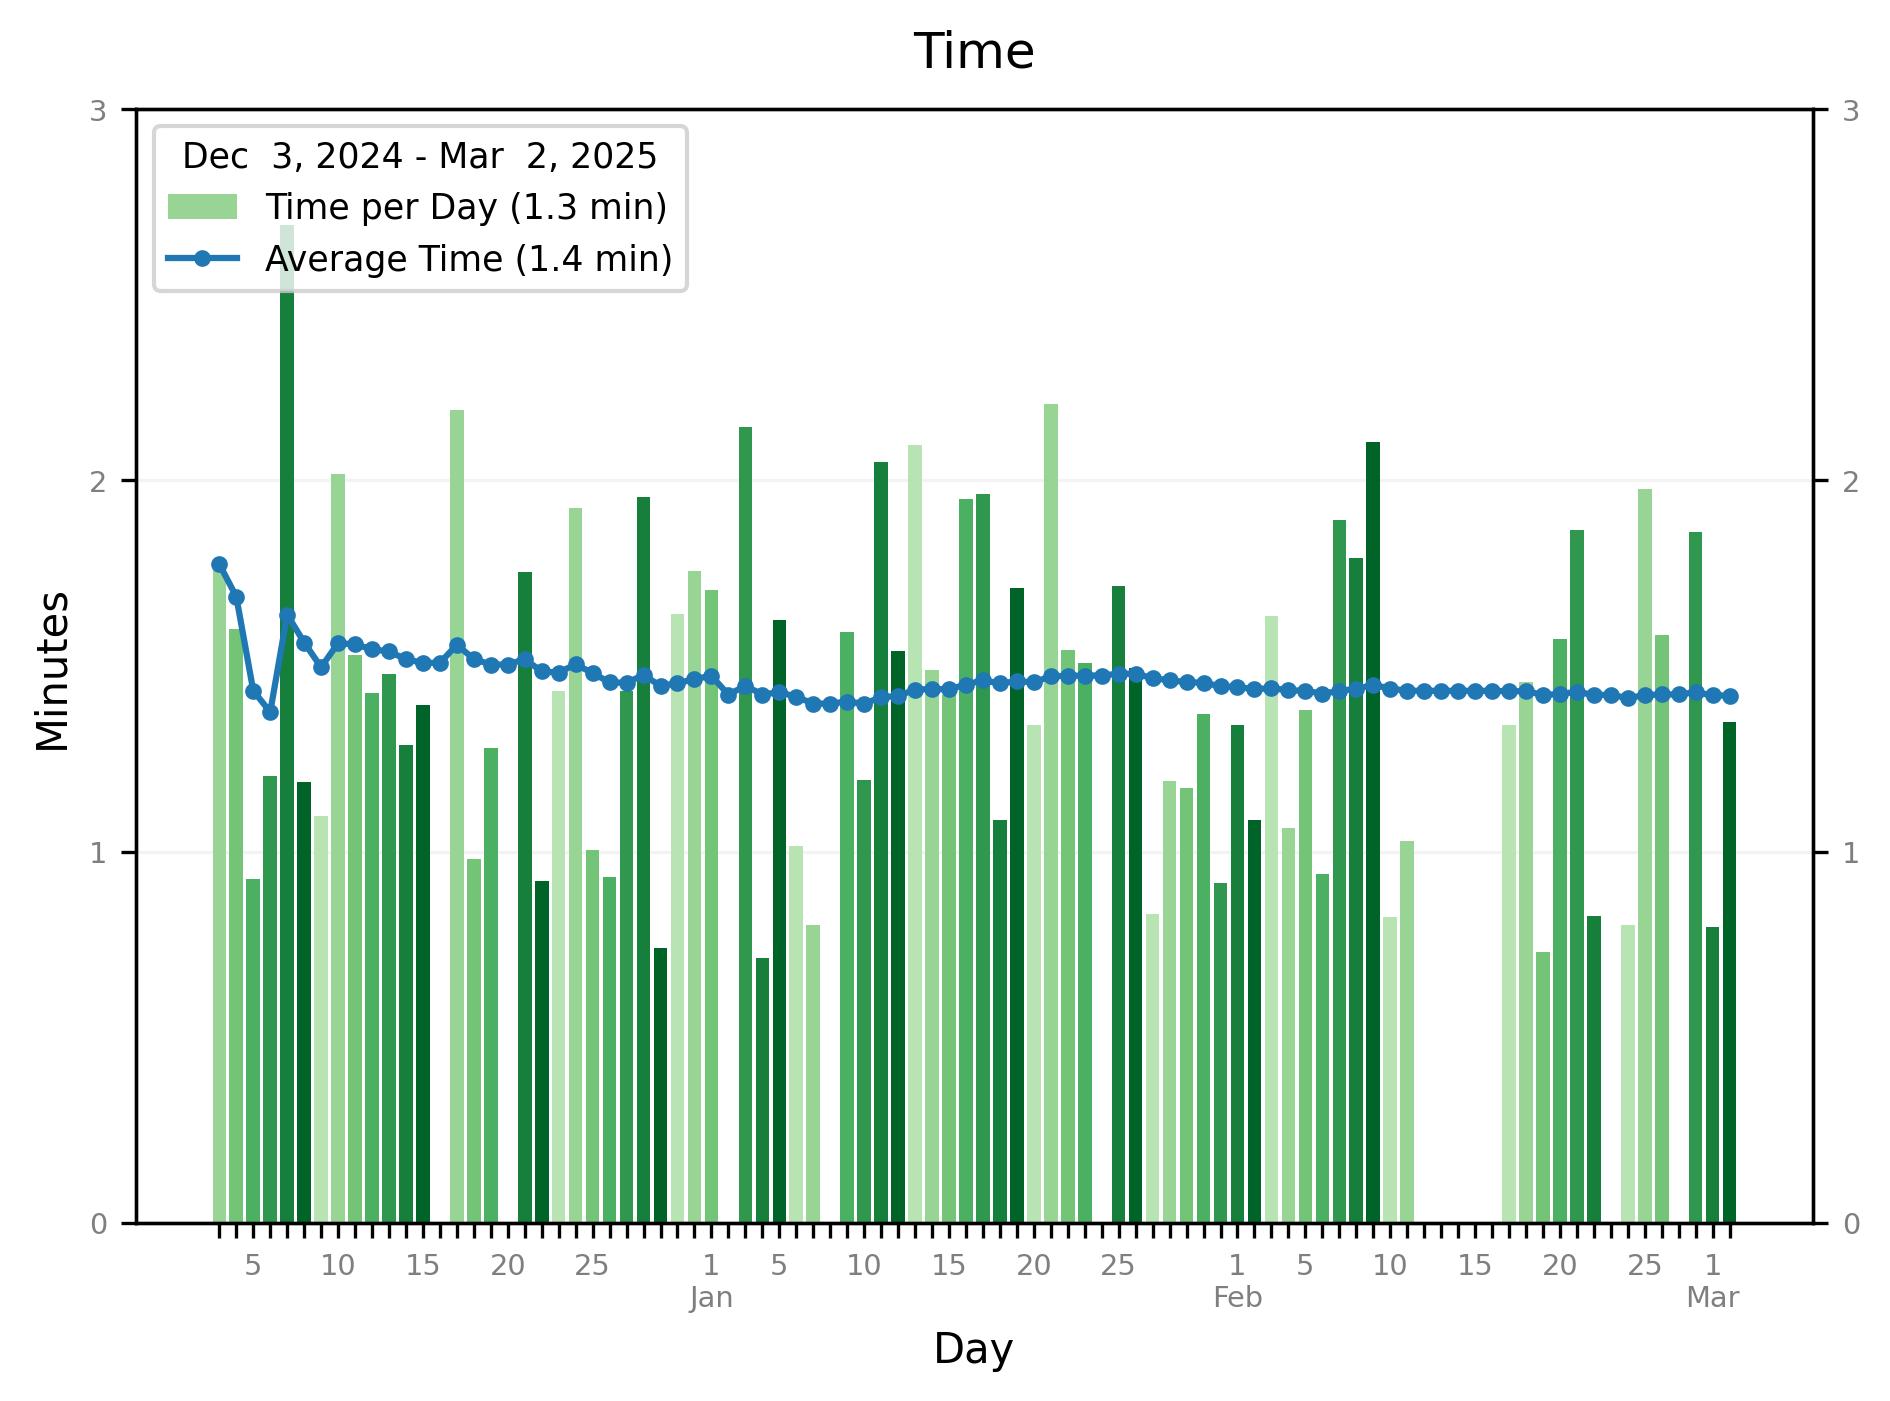 Time
3 3
Dec  3, 2024 - Mar  2, 2025
Time per Day (1.3 min)
Average Time (1.4 min)
2 2
Minutes
1 1
0 0
5 10 15 20 25 1 5 10 15 20 25 1 5 10 15 20 25 1
Jan Feb Mar
Day